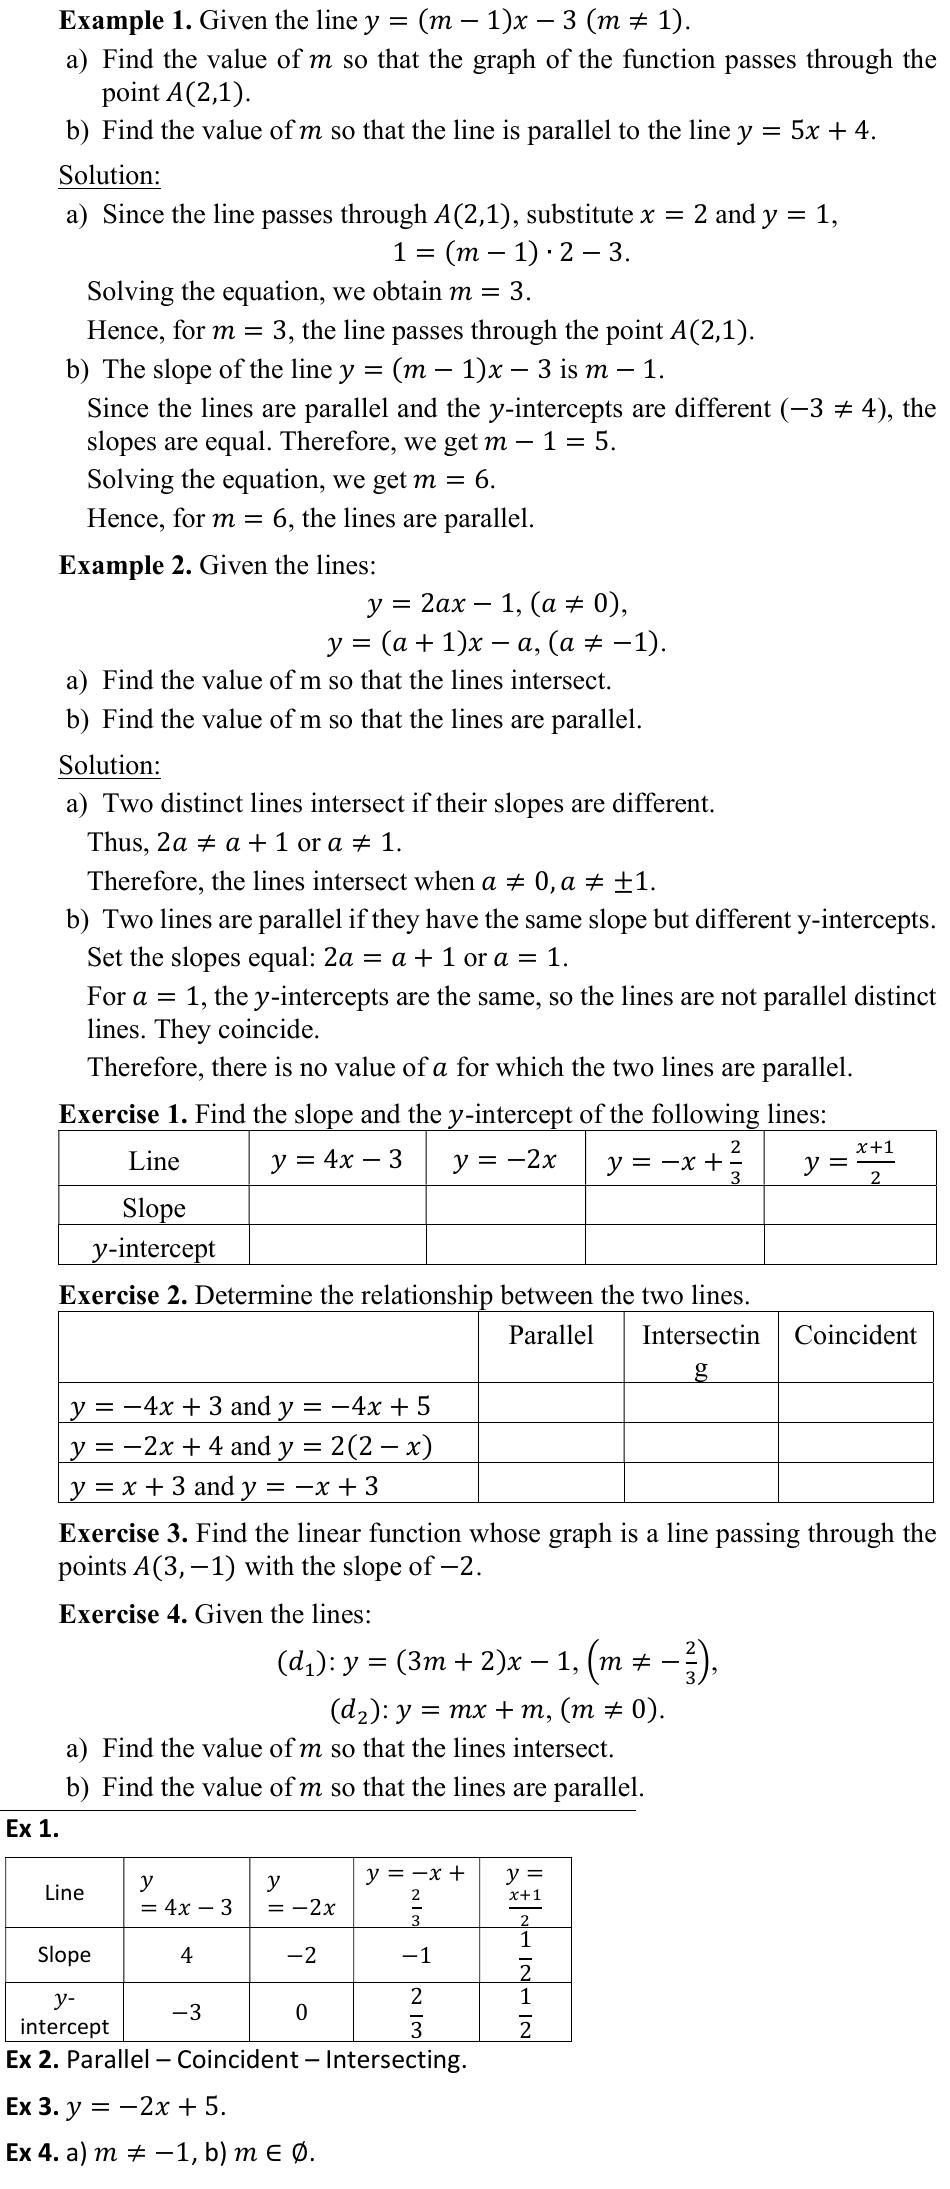 Example 1. Given the line y = (m − 1)x − 3 (m ≠ 1).
a) Find the value of m so that the graph of the function passes through the
point A(2,1).
b) Find the value of m so that the line is parallel to the line y = 5x + 4.
Solution:
a) Since the line passes through A(2,1), substitute x = 2 and y = 1,
1 = (m − 1) · 2 − 3.
Solving the equation, we obtain m = 3.
Hence, for m = 3, the line passes through the point A(2,1).
b) The slope of the line y = (m − 1)x − 3 is m − 1.
Since the lines are parallel and the y-intercepts are different (−3 ≠ 4), the
slopes are equal. Therefore, we get m − 1 = 5.
Solving the equation, we get m = 6.
Hence, for m = 6, the lines are parallel.
Example 2. Given the lines:
y = 2ax − 1, (a ≠ 0),
y = (a + 1)x − a, (a ≠ −1).
a) Find the value of m so that the lines intersect.
b) Find the value of m so that the lines are parallel.
Solution:
a) Two distinct lines intersect if their slopes are different.
Thus, 2a ≠ a + 1 or a ≠ 1.
Therefore, the lines intersect when a ≠ 0, a ≠ ±1.
b) Two lines are parallel if they have the same slope but different y-intercepts.
Set the slopes equal: 2a = a + 1 or a = 1.
For a = 1, the y-intercepts are the same, so the lines are not parallel distinct
lines. They coincide.
Therefore, there is no value of a for which the two lines are parallel.
Exercise 1. Find the slope and the y-intercept of the following lines:
Line y = 4x − 3 y = −2x y = −x + 2/3 y = (x+1)/2
Slope
y-intercept
Exercise 2. Determine the relationship between the two lines.
Parallel Intersectin Coincident
g
y = −4x + 3 and y = −4x + 5
y = −2x + 4 and y = 2(2 − x)
y = x + 3 and y = −x + 3
Exercise 3. Find the linear function whose graph is a line passing through the
points A(3, −1) with the slope of −2.
Exercise 4. Given the lines:
(d₁): y = (3m + 2)x − 1, (m ≠ −2/3),
(d₂): y = mx + m, (m ≠ 0).
a) Find the value of m so that the lines intersect.
b) Find the value of m so that the lines are parallel.
Ex 1.
Line y = 4x − 3 y = −2x y = −x + 2/3 y = (x+1)/2
Slope 4 −2 −1 1/2
y-
intercept −3 0 2/3 1/2
Ex 2. Parallel – Coincident – Intersecting.
Ex 3. y = −2x + 5.
Ex 4. a) m ≠ −1, b) m ∈ ∅.